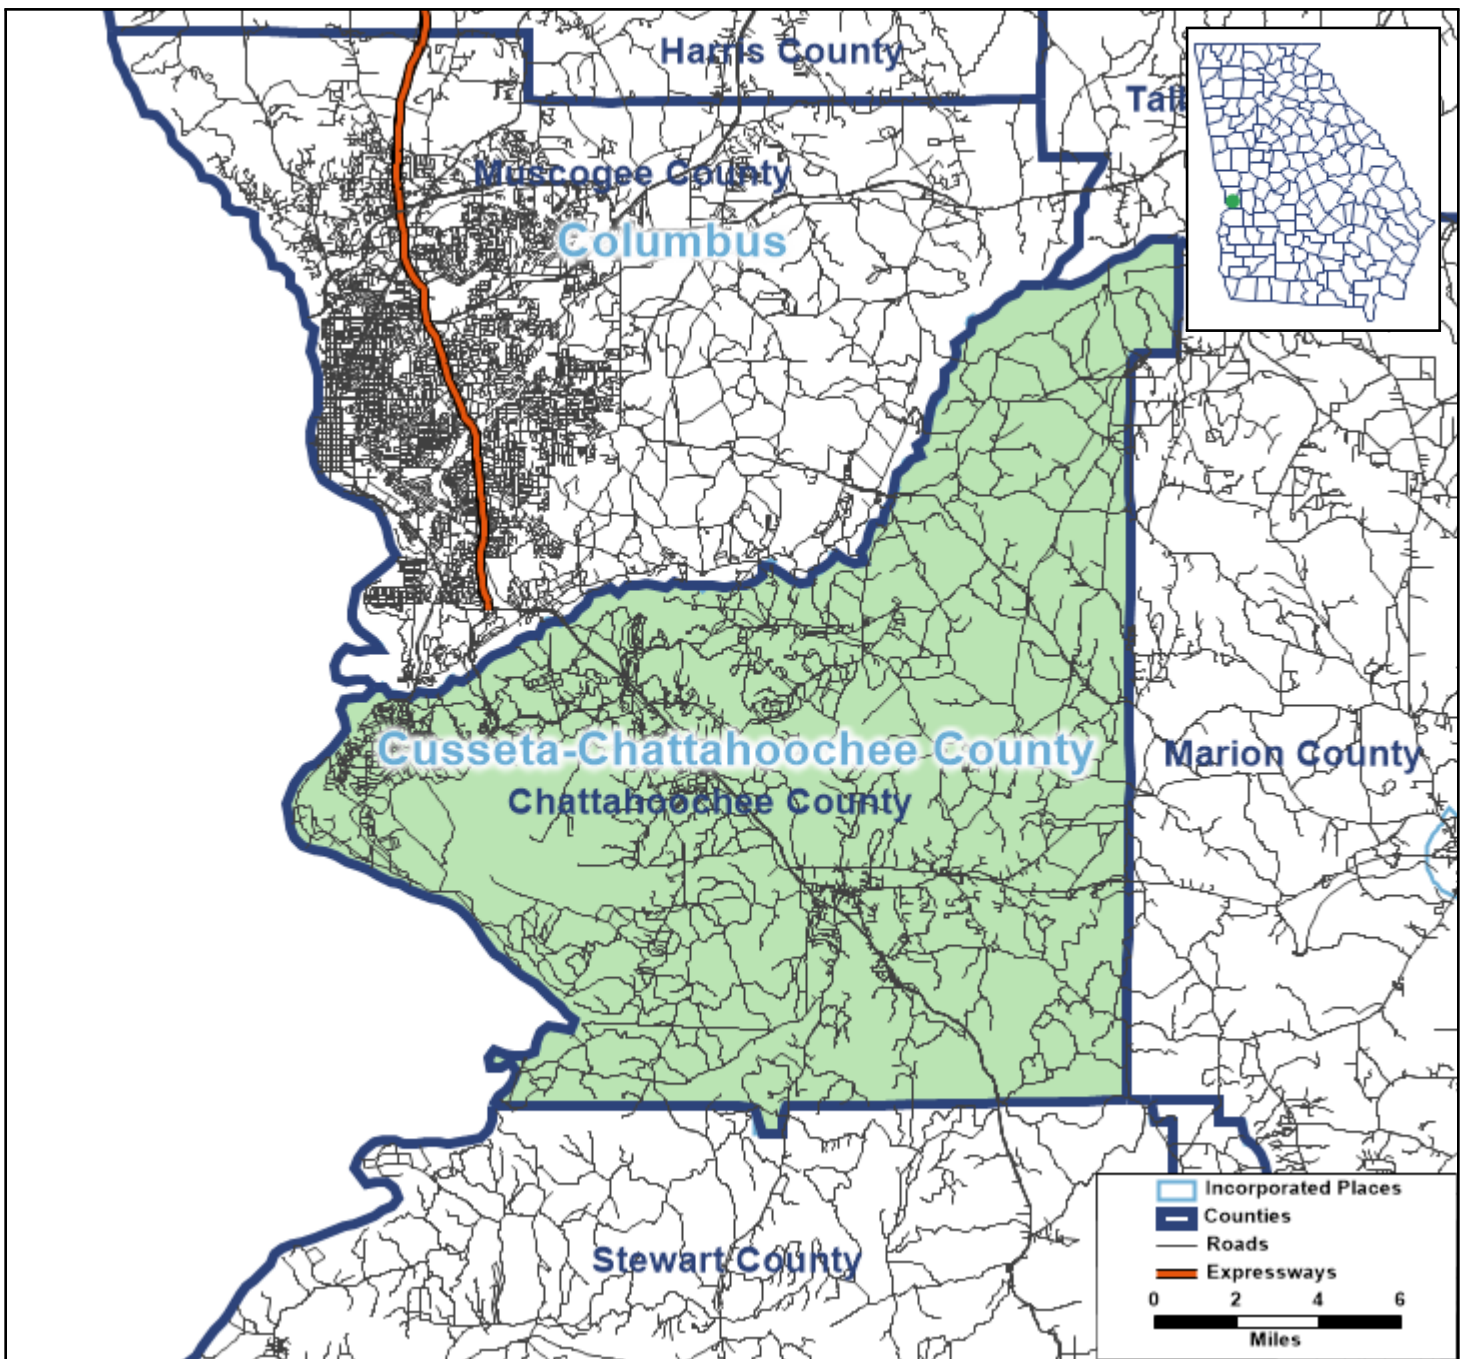 Harris County
Tal
Muscogee County
Columbus
Cusseta-Chattahoochee County
Marion County
Chattahoochee County
Stewart County
Incorporated Places
Counties
Roads
Expressways
0 2 4 6
Miles